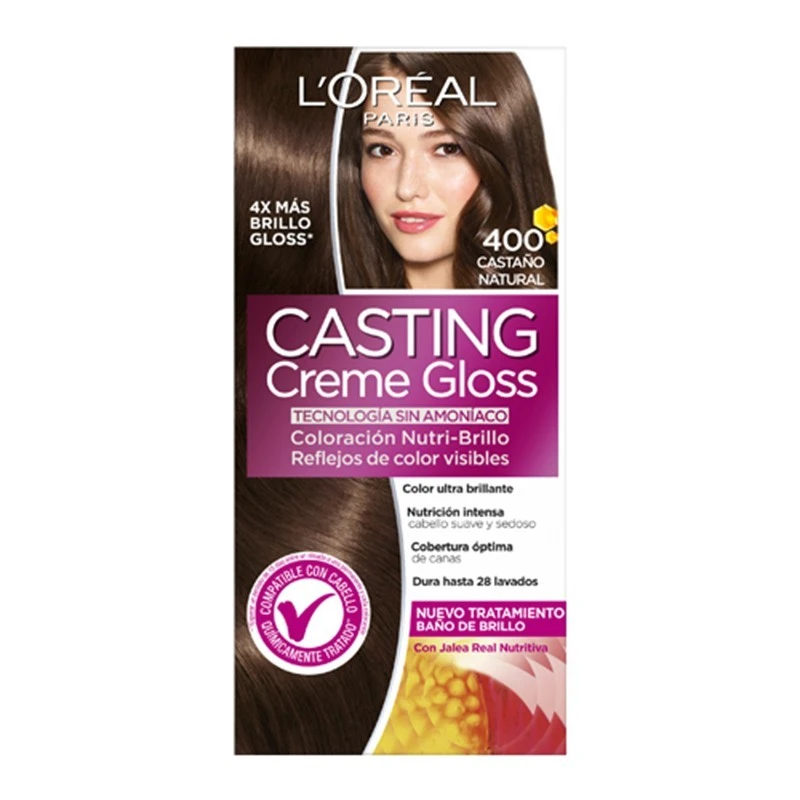 L'ORÉAL
PARIS
4X MÁS
BRILLO
GLOSS*
400
CASTAÑO
NATURAL
CASTING
Creme Gloss
TECNOLOGÍA SIN AMONÍACO
Coloración Nutri-Brillo
Reflejos de color visibles
Color ultra brillante
Nutrición intensa
cabello suave y sedoso
Cobertura óptima
de canas
Dura hasta 28 lavados
COMPATIBLE CON CABELLO
QUÍMICAMENTE TRATADO**
NUEVO TRATAMIENTO
BAÑO DE BRILLO
Con Jalea Real Nutritiva